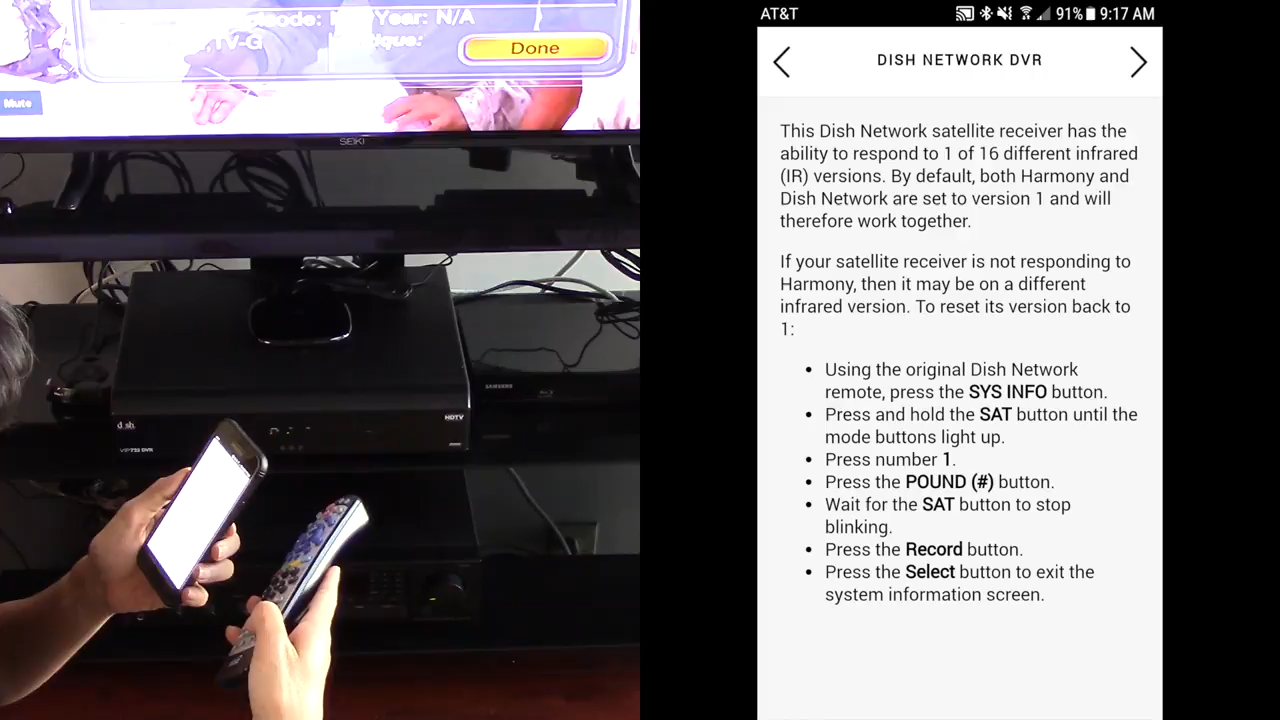 Year: N/A
TV-G
Done
Mute
SEIKI
SAMSUNG
HDTV
dish
DVR
AT&T
91% 9:17 AM
DISH NETWORK DVR
This Dish Network satellite receiver has the
ability to respond to 1 of 16 different infrared
(IR) versions. By default, both Harmony and
Dish Network are set to version 1 and will
therefore work together.
If your satellite receiver is not responding to
Harmony, then it may be on a different
infrared version. To reset its version back to
1:
• Using the original Dish Network
remote, press the SYS INFO button.
• Press and hold the SAT button until the
mode buttons light up.
• Press number 1.
• Press the POUND (#) button.
• Wait for the SAT button to stop
blinking.
• Press the Record button.
• Press the Select button to exit the
system information screen.